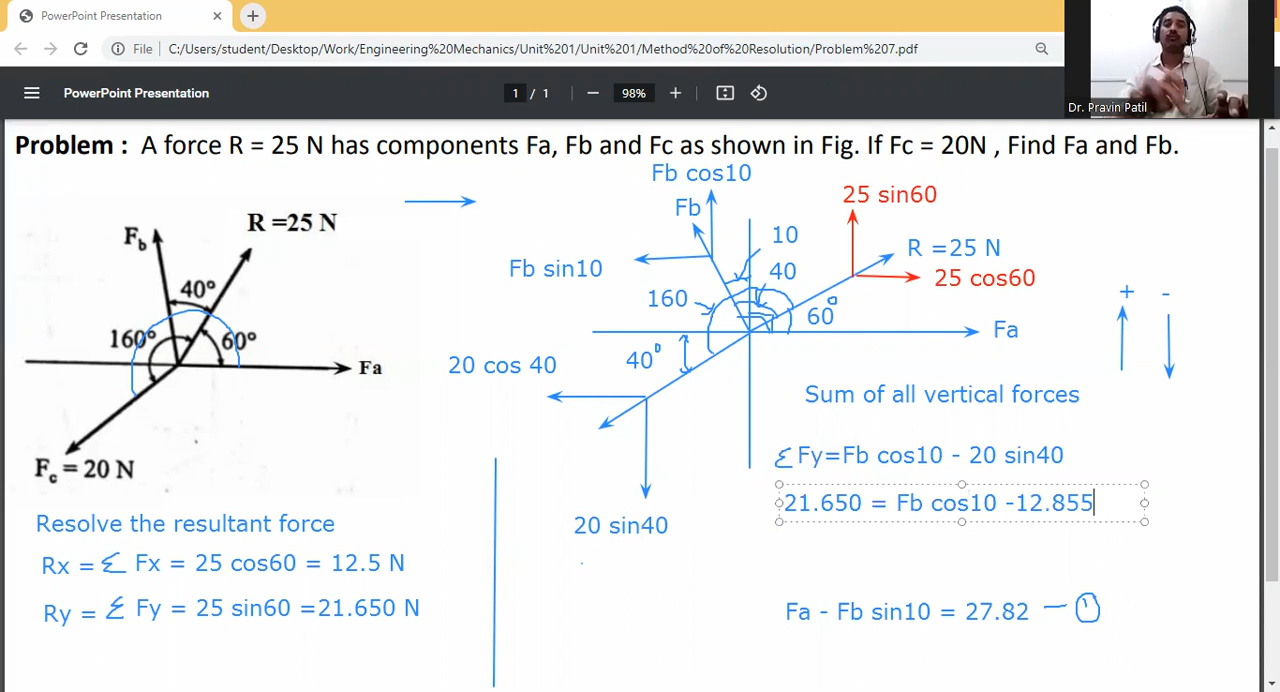 PowerPoint Presentation
File
C:/Users/student/Desktop/Work/Engineering%20Mechanics/Unit%201/Unit%201/Method%20of%20Resolution/Problem%207.pdf
PowerPoint Presentation
1 / 1
98%
Dr. Pravin Patil
Problem : A force R = 25 N has components Fa, Fb and Fc as shown in Fig. If Fc = 20N , Find Fa and Fb.
R =25 N
Fb
40°
160°
60°
Fa
Fc = 20 N
Fb cos10
Fb
25 sin60
10
R =25 N
Fb sin10
40
25 cos60
160
60°
Fa
40°
20 cos 40
20 sin40
+ -
Sum of all vertical forces
Σ Fy=Fb cos10 - 20 sin40
21.650 = Fb cos10 -12.855
Fa - Fb sin10 = 27.82 — 1
Resolve the resultant force
Rx = Σ Fx = 25 cos60 = 12.5 N
Ry = Σ Fy = 25 sin60 =21.650 N